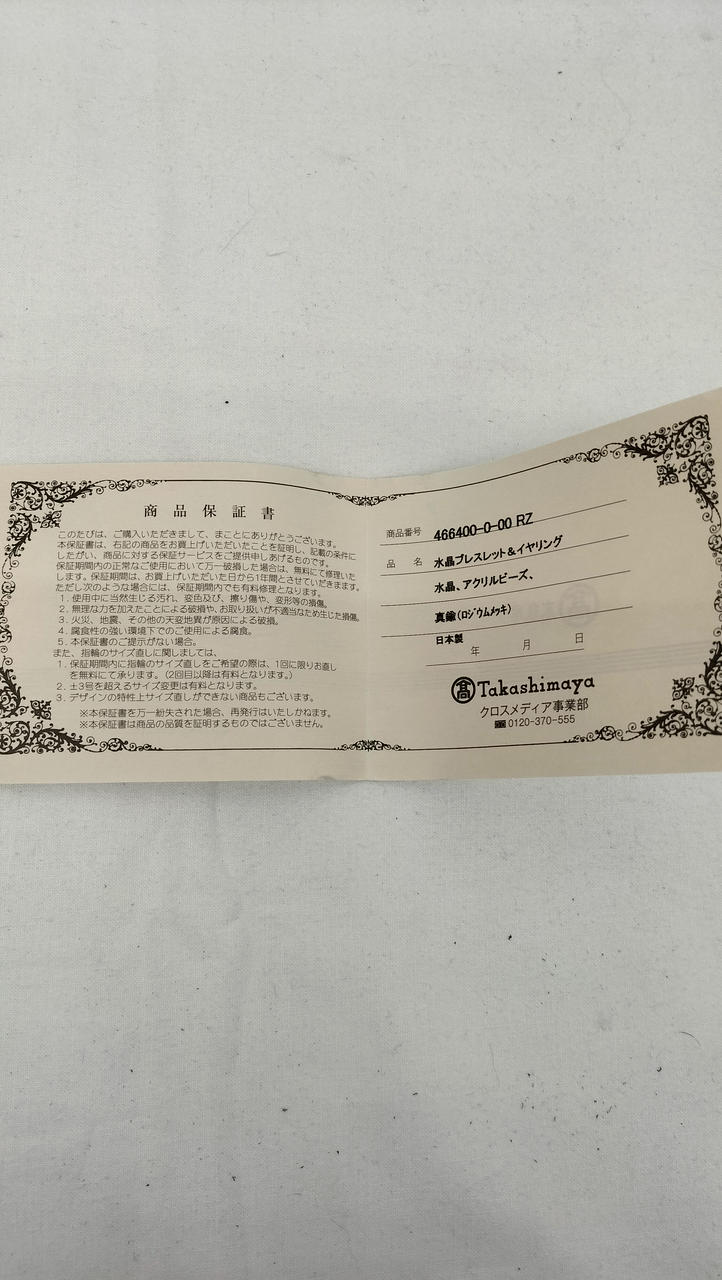 商品保証書
このたびは、ご購入いただきまして、まことにありがとうございます。
本保証書は、右記の商品をお買上げいただいたことを証明し、記載の条件に
したがい、商品に対する保証サービスをご提供申しあげるものです。
保証期間内の正常なご使用において万一破損した場合は、無料にて修理いた
します。保証期間は、お買上げいただいた日から1年間とさせていただきます。
ただし次のような場合には、保証期間内でも有料修理となります。
1. 使用中に当然生じる汚れ、変色及び、擦り傷や、変形等の損傷。
2. 無理な力を加えたことによる破損や、お取り扱いが不適当なため生じた損傷。
3. 火災、地震、その他の天変地異が原因による破損。
4. 腐食性の強い環境下でのご使用による腐食。
5. 本保証書のご提示がない場合。
また、指輪のサイズ直しに関しましては、
1. 保証期間内に指輪のサイズ直しをご希望の際は、1回に限りお直し
を無料にて承ります。(2回目以降は有料となります。)
2. ±3号を超えるサイズ変更は有料となります。
3. デザインの特性上サイズ直しができない商品もございます。
※本保証書を万一紛失された場合、再発行はいたしかねます。
※本保証書は商品の品質を証明するものではございません。
商品番号 466400-0-00 RZ
品 名 水晶ブレスレット&イヤリング
水晶、アクリルビーズ、
真鍮(ロジウムメッキ)
日本製
年 月 日
髙 Takashimaya
クロスメディア事業部
0120-370-555